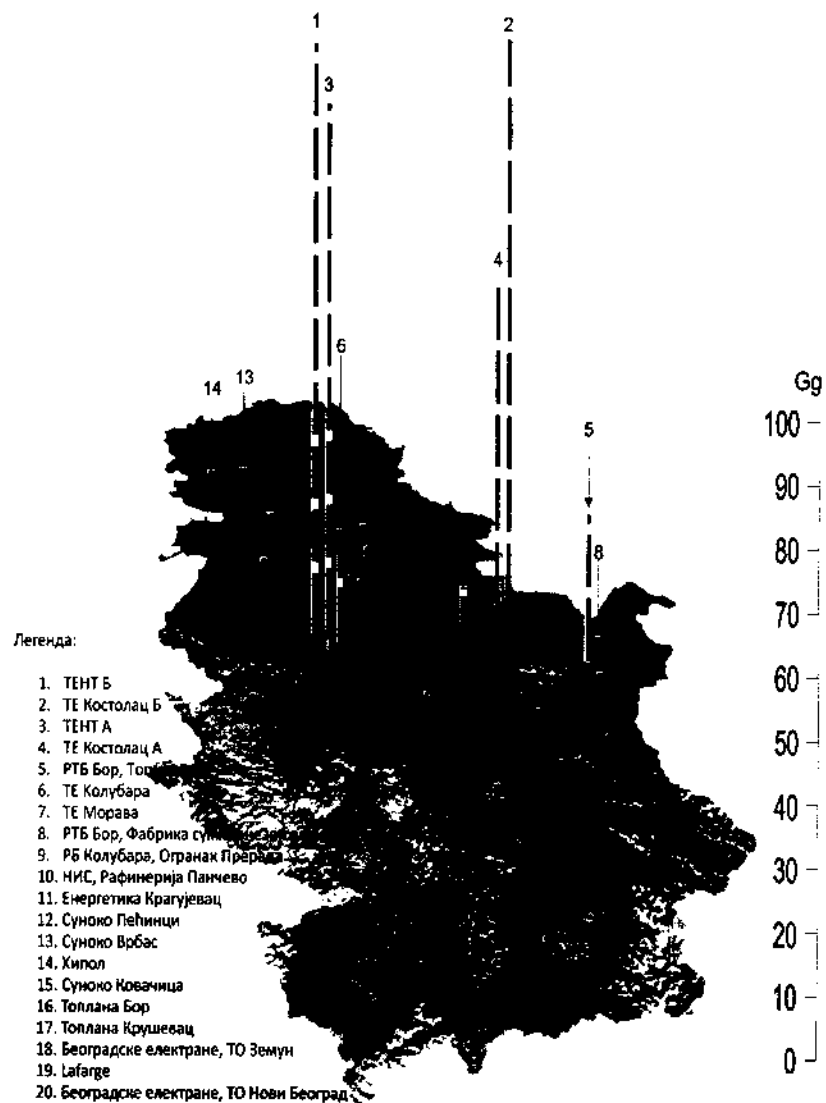 1
2
3
4
6
13
14
5
8
Gg
100
90
80
70
60
50
40
30
20
10
0
Легенда:
1. ТЕНТ Б
2. ТЕ Костолац Б
3. ТЕНТ А
4. ТЕ Костолац А
5. РТБ Бор,
6. ТЕ Колубара
7. ТЕ Морава
8. РТБ Бор, Фабрика
9. РБ Колубара, Огранак Прерада
10. НИС, Рафинерија Панчево
11. Енергетика Крагујевац
12. Суноко Пећинци
13. Суноко Врбас
14. Хипол
15. Суноко Ковачица
16. Топлана Бор
17. Топлана Крушевац
18. Београдске електране, ТО Земун
19. Lafarge
20. Београдске електране, ТО Нови Београд